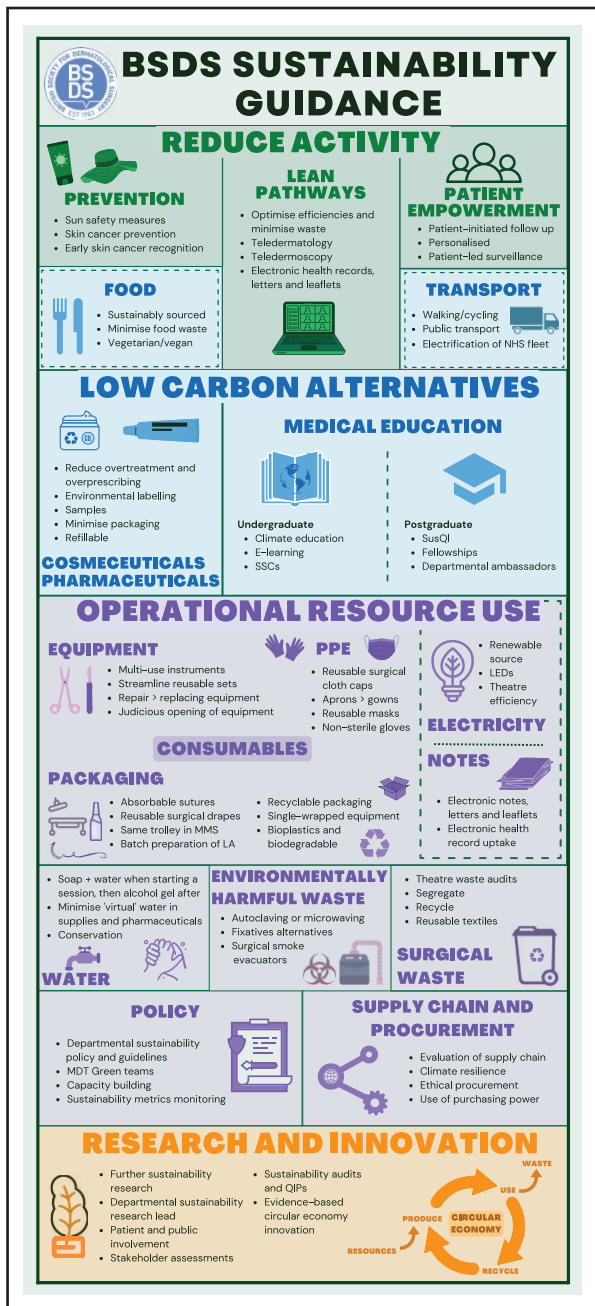 BRITISH SOCIETY FOR DERMATOLOGICAL SURGERY
BS
DS
EST 1982
BSDS SUSTAINABILITY
GUIDANCE
REDUCE ACTIVITY
PREVENTION
• Sun safety measures
• Skin cancer prevention
• Early skin cancer recognition
LEAN
PATHWAYS
• Optimise efficiencies and
minimise waste
• Teledermatology
• Teledermoscopy
• Electronic health records,
letters and leaflets
PATIENT
EMPOWERMENT
• Patient-initiated follow up
• Personalised
• Patient-led surveillance
FOOD
• Sustainably sourced
• Minimise food waste
• Vegetarian/vegan
TRANSPORT
• Walking/cycling
• Public transport
• Electrification of NHS fleet
LOW CARBON ALTERNATIVES
• Reduce overtreatment and
overprescribing
• Environmental labelling
• Samples
• Minimise packaging
• Refillable
COSMECEUTICALS
PHARMACEUTICALS
MEDICAL EDUCATION
Undergraduate
• Climate education
• E-learning
• SSCs
Postgraduate
• SusQI
• Fellowships
• Departmental ambassadors
OPERATIONAL RESOURCE USE
EQUIPMENT
• Multi-use instruments
• Streamline reusable sets
• Repair > replacing equipment
• Judicious opening of equipment
PPE
• Reusable surgical
cloth caps
• Aprons > gowns
• Reusable masks
• Non-sterile gloves
• Renewable
source
• LEDs
• Theatre
efficiency
ELECTRICITY
CONSUMABLES
PACKAGING
• Absorbable sutures
• Reusable surgical drapes
• Same trolley in MMS
• Batch preparation of LA
• Recyclable packaging
• Single-wrapped equipment
• Bioplastics and
biodegradable
NOTES
• Electronic notes,
letters and leaflets
• Electronic health
record uptake
• Soap + water when starting a
session, then alcohol gel after
• Minimise 'virtual' water in
supplies and pharmaceuticals
• Conservation
WATER
ENVIRONMENTALLY
HARMFUL WASTE
• Autoclaving or microwaving
• Fixatives alternatives
• Surgical smoke
evacuators
• Theatre waste audits
• Segregate
• Recycle
• Reusable textiles
SURGICAL
WASTE
POLICY
• Departmental sustainability
policy and guidelines
• MDT Green teams
• Capacity building
• Sustainability metrics monitoring
SUPPLY CHAIN AND
PROCUREMENT
• Evaluation of supply chain
• Climate resilience
• Ethical procurement
• Use of purchasing power
RESEARCH AND INNOVATION
• Further sustainability
research
• Departmental sustainability
research lead
• Patient and public
involvement
• Stakeholder assessments
• Sustainability audits
and QIPs
• Evidence-based
circular economy
innovation
WASTE
USE
PRODUCE
CIRCULAR
ECONOMY
RESOURCES
RECYCLE